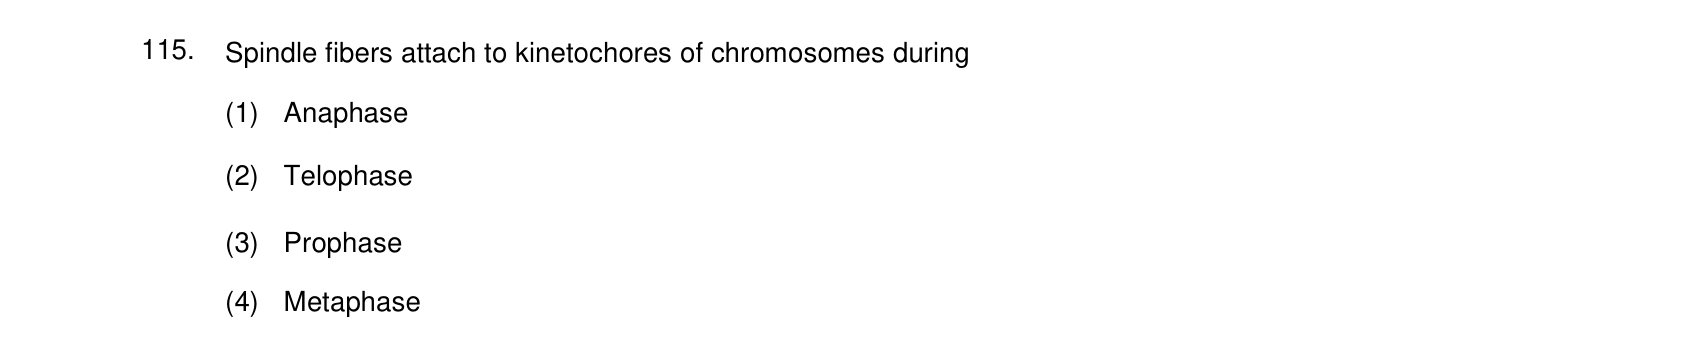 115. Spindle fibers attach to kinetochores of chromosomes during
(1) Anaphase
(2) Telophase
(3) Prophase
(4) Metaphase